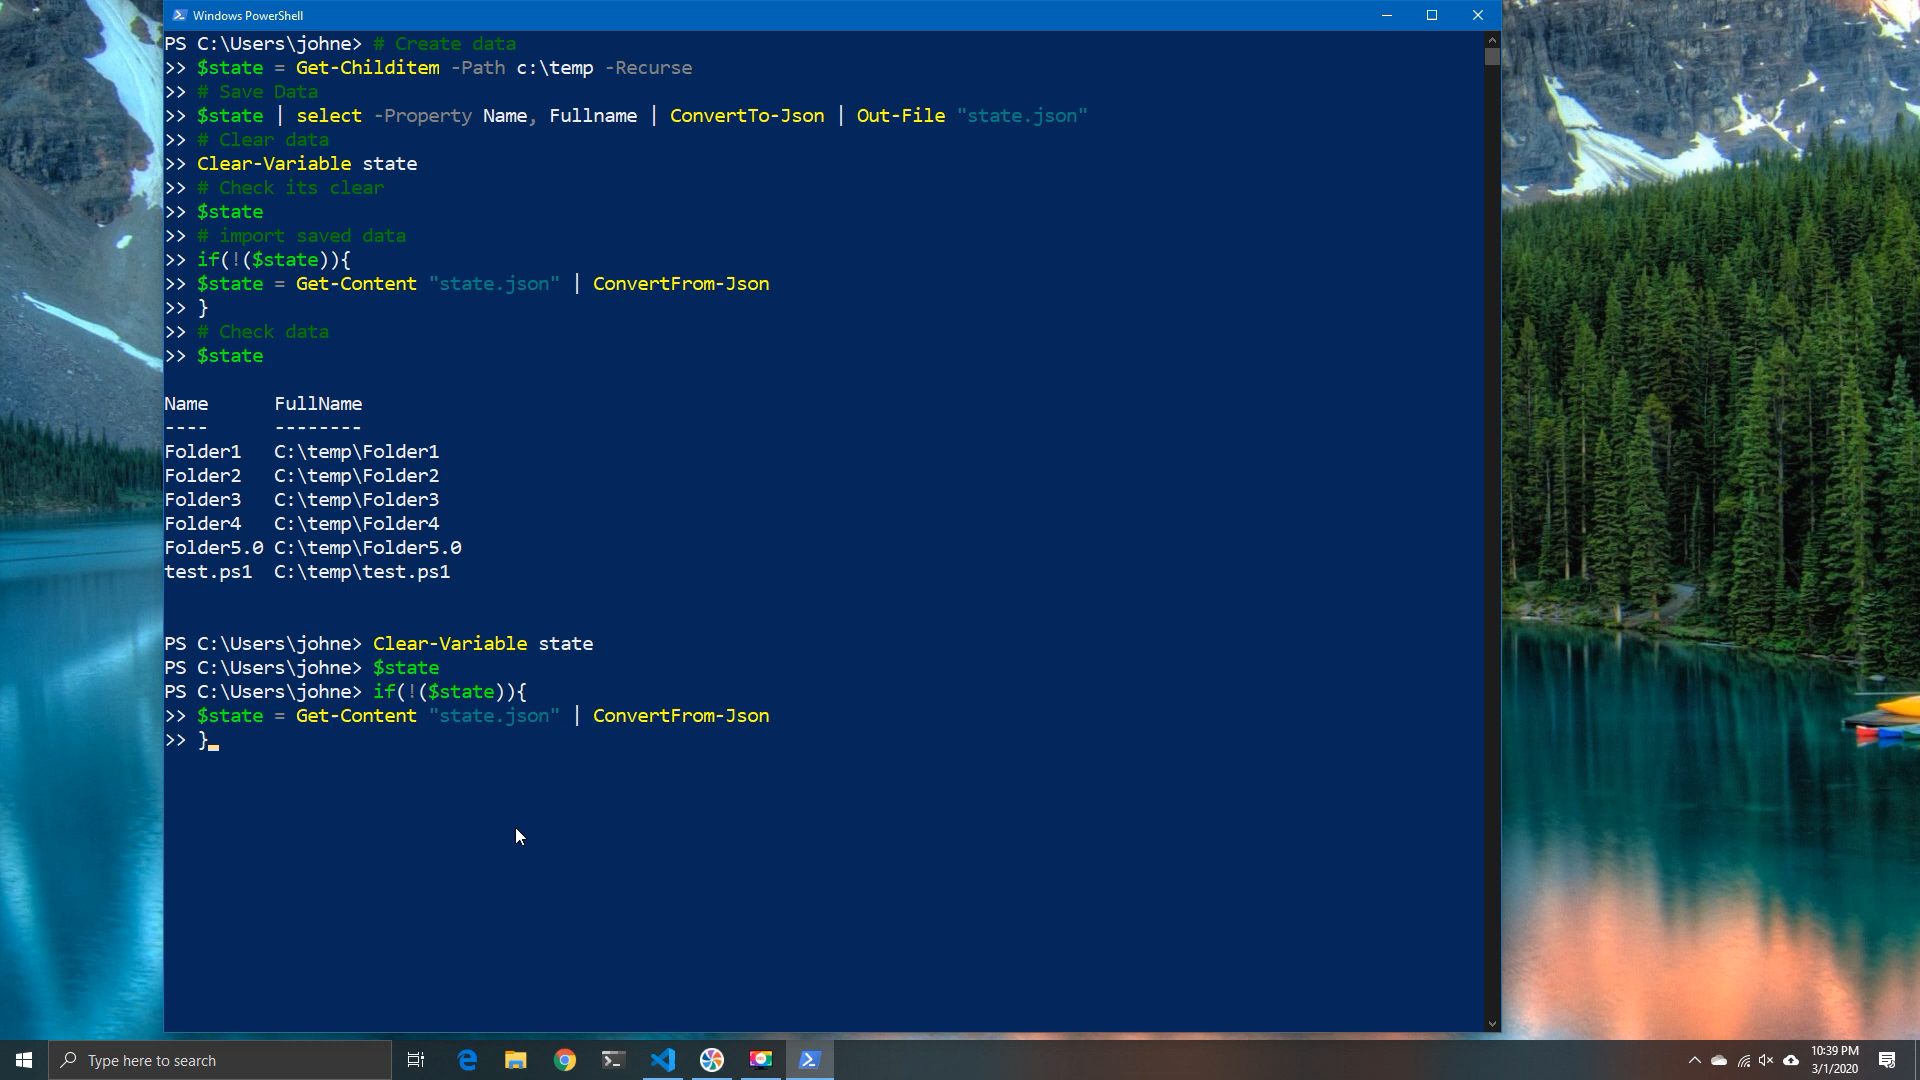 Windows PowerShell
PS C:\Users\johne> # Create data
>> $state = Get-Childitem -Path c:\temp -Recurse
>> # Save Data
>> $state | select -Property Name, Fullname | ConvertTo-Json | Out-File "state.json"
>> # Clear data
>> Clear-Variable state
>> # Check its clear
>> $state
>> # import saved data
>> if(!($state)){
>> $state = Get-Content "state.json" | ConvertFrom-Json
>> }
>> # Check data
>> $state
Name      FullName
----      --------
Folder1   C:\temp\Folder1
Folder2   C:\temp\Folder2
Folder3   C:\temp\Folder3
Folder4   C:\temp\Folder4
Folder5.0 C:\temp\Folder5.0
test.ps1  C:\temp\test.ps1
PS C:\Users\johne> Clear-Variable state
PS C:\Users\johne> $state
PS C:\Users\johne> if(!($state)){
>> $state = Get-Content "state.json" | ConvertFrom-Json
>> }
Type here to search
10:39 PM
3/1/2020